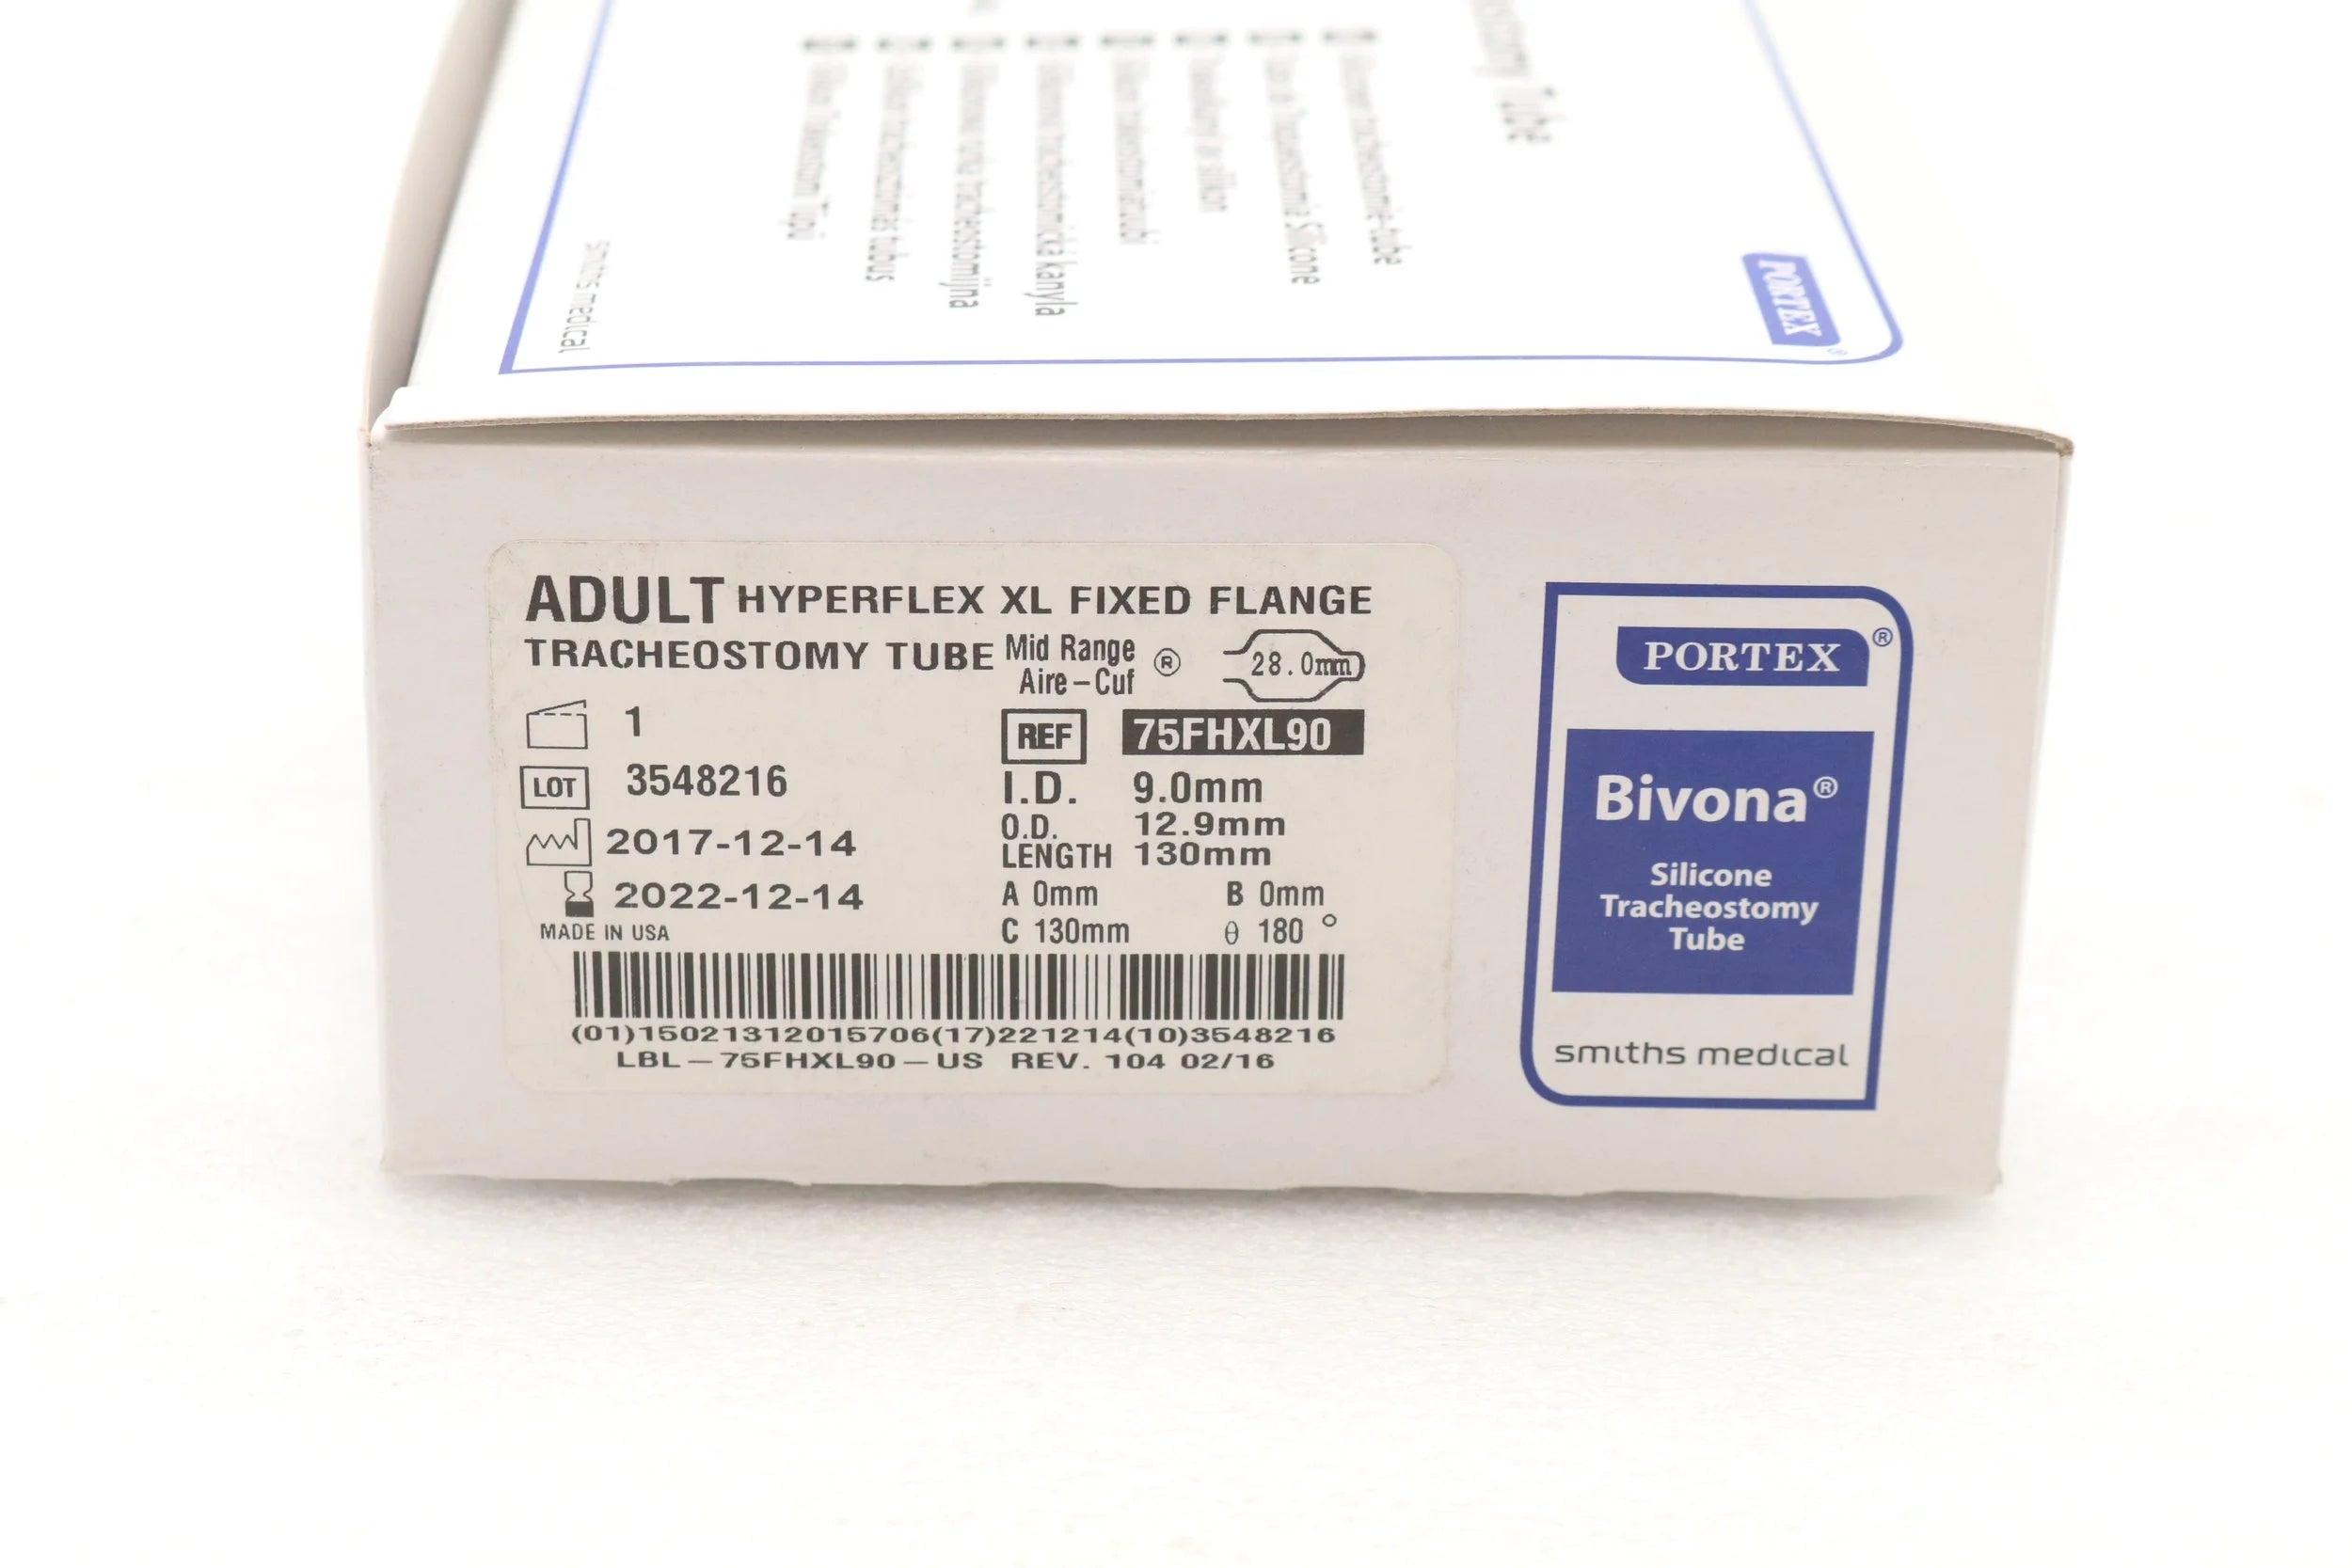 Silicone Tube
smiths medical
PORTEX
ADULT HYPERFLEX XL FIXED FLANGE
TRACHEOSTOMY TUBE Mid Range Aire-Cuf ® 28.0mm
1
REF 75FHXL90
LOT 3548216
I.D. 9.0mm
2017-12-14
O.D. 12.9mm
LENGTH 130mm
2022-12-14
A 0mm B 0mm
MADE IN USA
C 130mm θ 180 °
(01)15021312015706(17)221214(10)3548216
LBL-75FHXL90-US REV. 104 02/16
PORTEX ®
Bivona®
Silicone
Tracheostomy
Tube
smiths medical